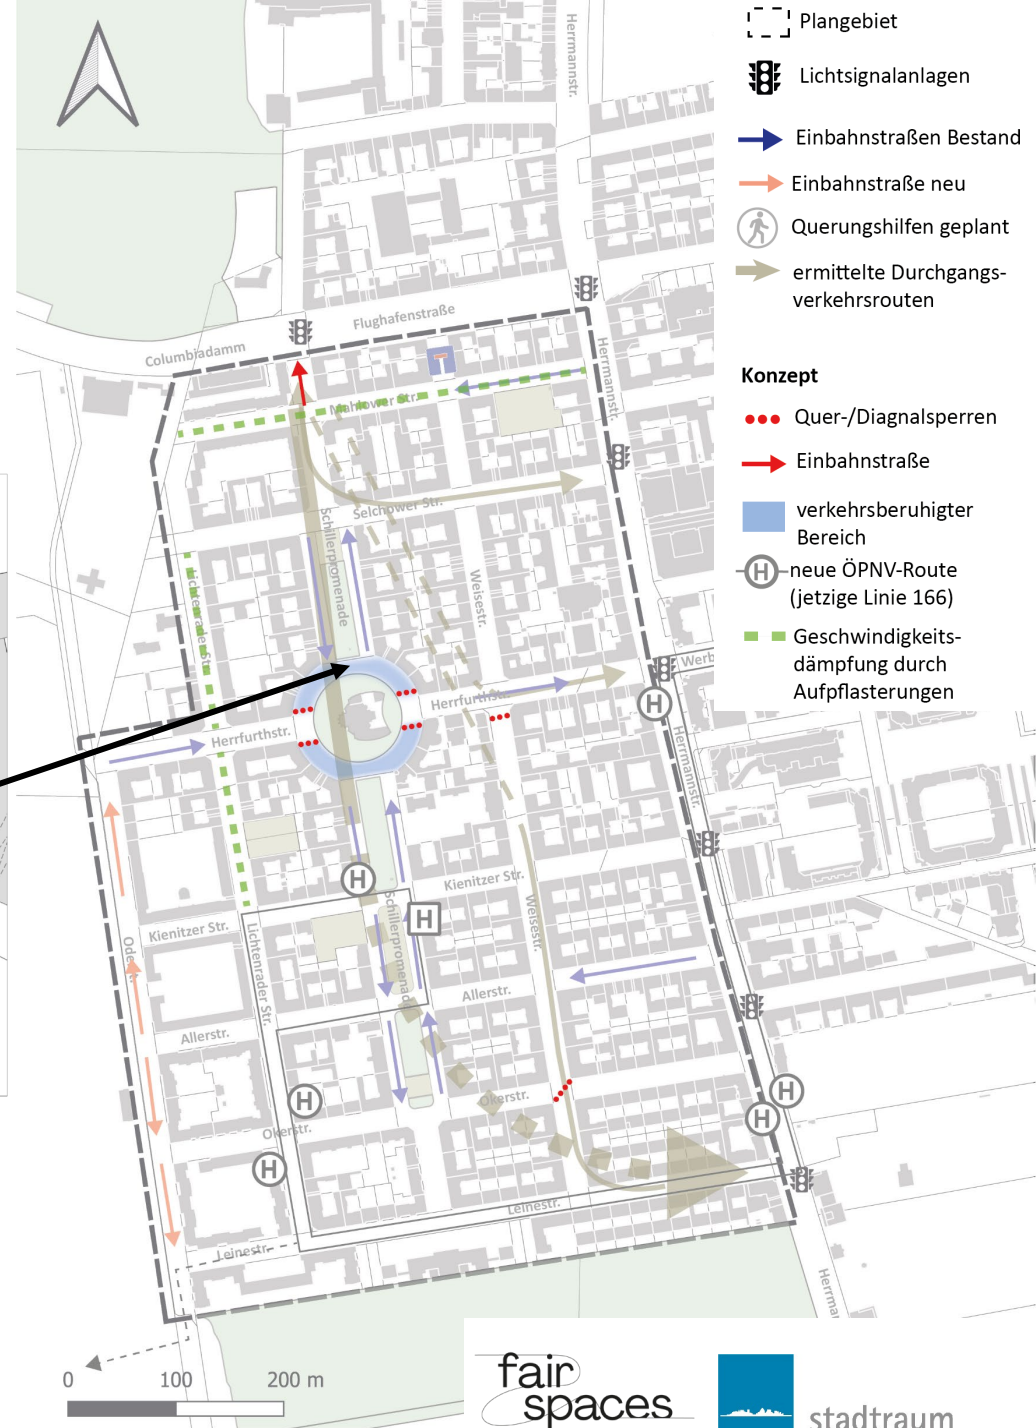 Plangebiet
Lichtsignalanlagen
Einbahnstraßen Bestand
Einbahnstraße neu
Querungshilfen geplant
ermittelte Durchgangs-
verkehrsrouten
Konzept
Quer-/Diagnalsperren
Einbahnstraße
verkehrsberuhigter
Bereich
H
neue ÖPNV-Route
(jetzige Linie 166)
Geschwindigkeits-
dämpfung durch
Aufpflasterungen
Herrmannstr.
Flughafenstraße
Columbiadamm
Herrmannstr.
Mahlower Str.
Selchower Str.
Schillerpromenade
Weisestr.
Lichtenrader Str.
Werb
Herrfurthstr.
H
Herrfurthstr.
Herrmannstr.
H
Kienitzer Str.
H
Schillerpromenade
Weisestr.
Kienitzer Str.
Lichtenrader Str.
Allerstr.
Allerstr.
H
H
H
Okerstr.
Okerstr.
H
Leinestr.
Leinestr.
Herrma
0 100 200 m
fair
spaces
stadtraum